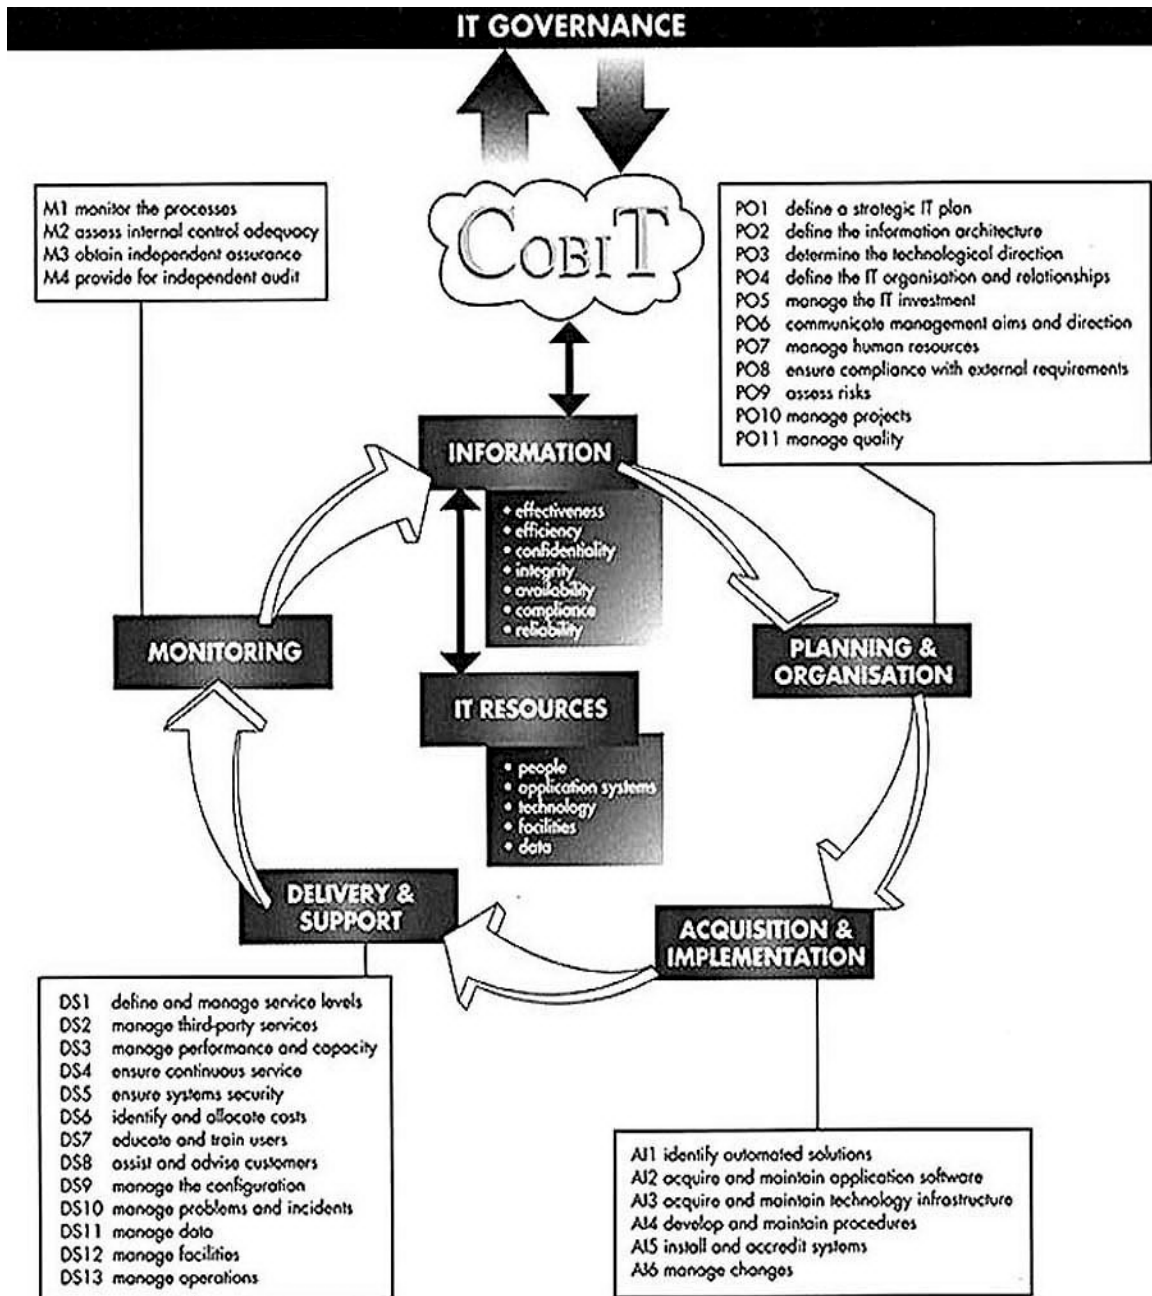 IT GOVERNANCE
COBIT
M1 monitor the processes
M2 assess internal control adequacy
M3 obtain independent assurance
M4 provide for independent audit
PO1 define a strategic IT plan
PO2 define the information architecture
PO3 determine the technological direction
PO4 define the IT organisation and relationships
PO5 manage the IT investment
PO6 communicate management aims and direction
PO7 manage human resources
PO8 ensure compliance with external requirements
PO9 assess risks
PO10 manage projects
PO11 manage quality
INFORMATION
• effectiveness
• efficiency
• confidentiality
• integrity
• availability
• compliance
• reliability
MONITORING
PLANNING &
ORGANISATION
IT RESOURCES
• people
• application systems
• technology
• facilities
• data
DELIVERY &
SUPPORT
ACQUISITION &
IMPLEMENTATION
DS1 define and manage service levels
DS2 manage third-party services
DS3 manage performance and capacity
DS4 ensure continuous service
DS5 ensure systems security
DS6 identify and allocate costs
DS7 educate and train users
DS8 assist and advise customers
DS9 manage the configuration
DS10 manage problems and incidents
DS11 manage data
DS12 manage facilities
DS13 manage operations
AI1 identify automated solutions
AI2 acquire and maintain application software
AI3 acquire and maintain technology infrastructure
AI4 develop and maintain procedures
AI5 install and accredit systems
AI6 manage changes